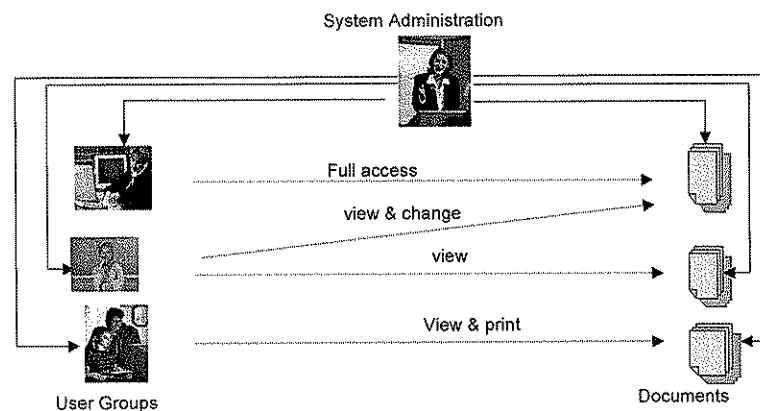 System Administration
Full access
view & change
view
View & print
User Groups
Documents